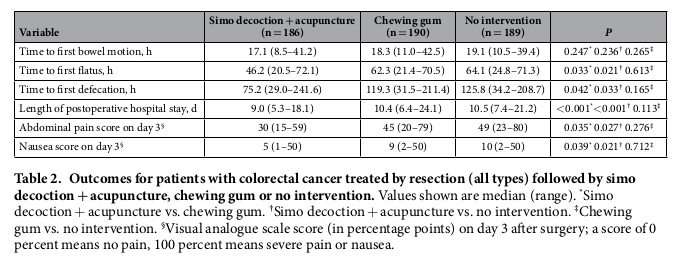 Variable Simo decoction + acupuncture (n = 186) Chewing gum (n = 190) No intervention (n = 189) P
Time to first bowel motion, h 17.1 (8.5–41.2) 18.3 (11.0–42.5) 19.1 (10.5–39.4) 0.247* 0.236† 0.265‡
Time to first flatus, h 46.2 (20.5–72.1) 62.3 (21.4–70.5) 64.1 (24.8–71.3) 0.033* 0.021† 0.613‡
Time to first defecation, h 75.2 (29.0–241.6) 119.3 (31.5–211.4) 125.8 (34.2–208.7) 0.042* 0.033† 0.165‡
Length of postoperative hospital stay, d 9.0 (5.3–18.1) 10.4 (6.4–24.1) 10.5 (7.4–21.2) <0.001* <0.001† 0.113‡
Abdominal pain score on day 3§ 30 (15–59) 45 (20–79) 49 (23–80) 0.035* 0.027† 0.276‡
Nausea score on day 3§ 5 (1–50) 9 (2–50) 10 (2–50) 0.039* 0.021† 0.712‡
Table 2. Outcomes for patients with colorectal cancer treated by resection (all types) followed by simo
decoction + acupuncture, chewing gum or no intervention. Values shown are median (range). *Simo
decoction + acupuncture vs. chewing gum. †Simo decoction + acupuncture vs. no intervention. ‡Chewing
gum vs. no intervention. §Visual analogue scale score (in percentage points) on day 3 after surgery; a score of 0
percent means no pain, 100 percent means severe pain or nausea.